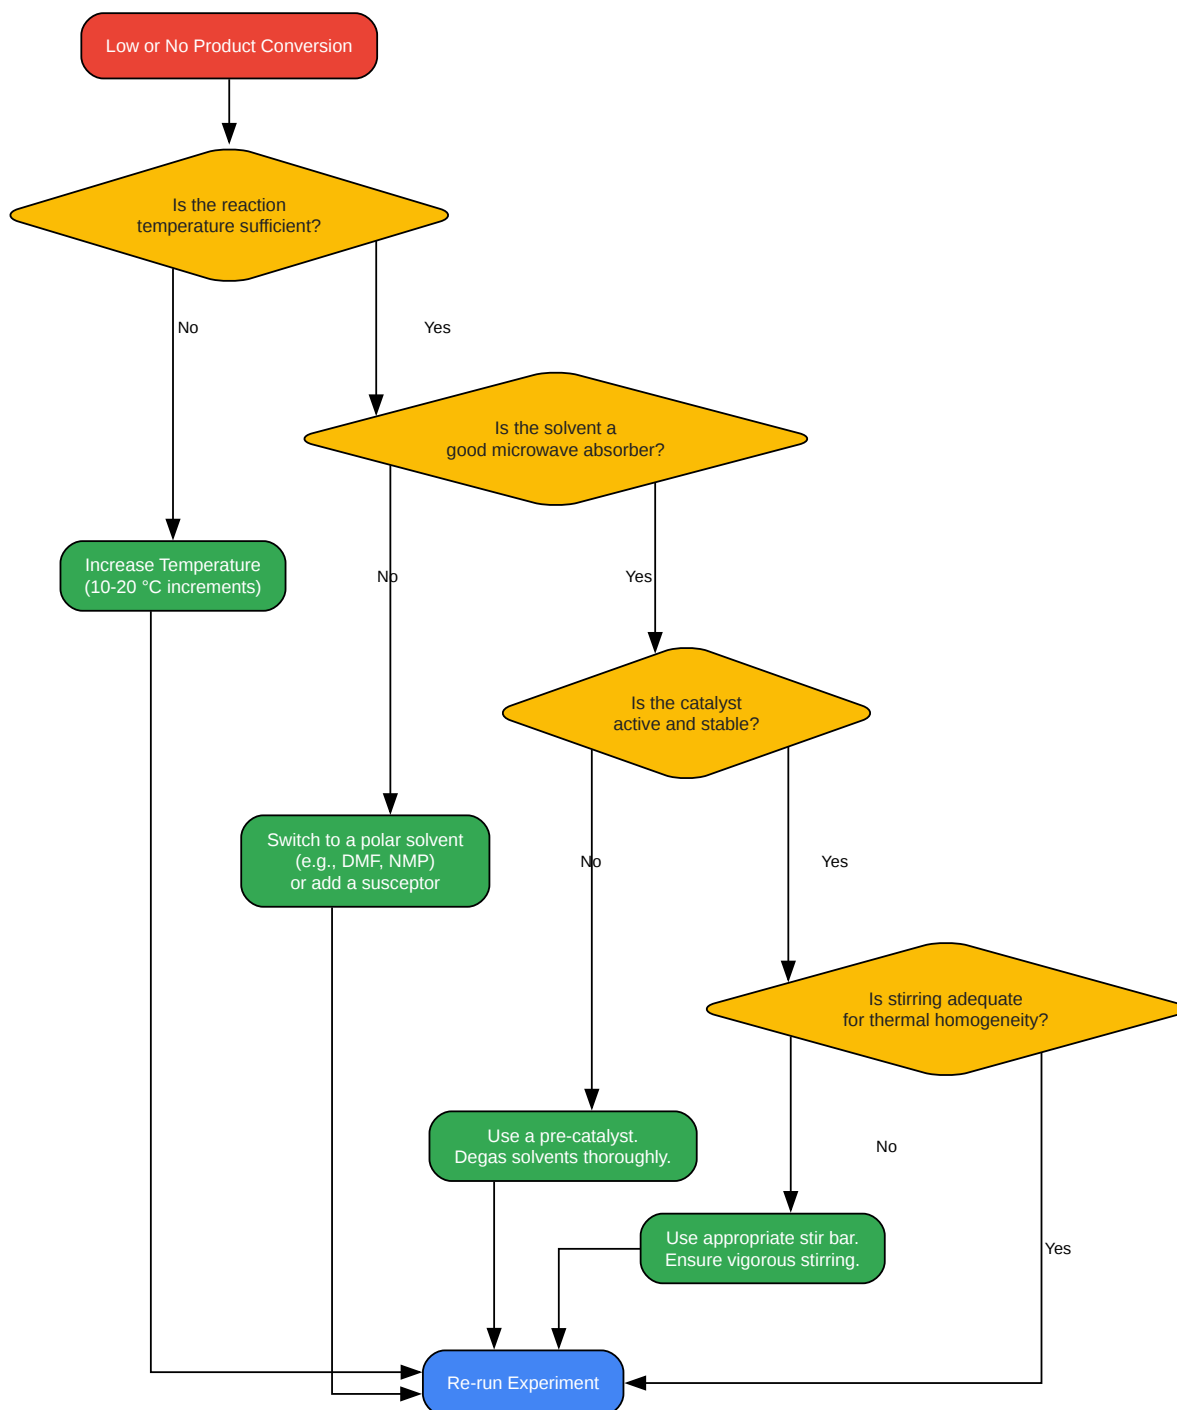 Low or No Product Conversion
Is the reaction
temperature sufficient?
No
Yes
Is the solvent a
good microwave absorber?
Increase Temperature
(10-20 °C increments)
No
Yes
Is the catalyst
active and stable?
Switch to a polar solvent
(e.g., DMF, NMP)
or add a susceptor
No
Yes
Is stirring adequate
for thermal homogeneity?
Use a pre-catalyst.
Degas solvents thoroughly.
No
Use appropriate stir bar.
Ensure vigorous stirring.
Yes
Re-run Experiment